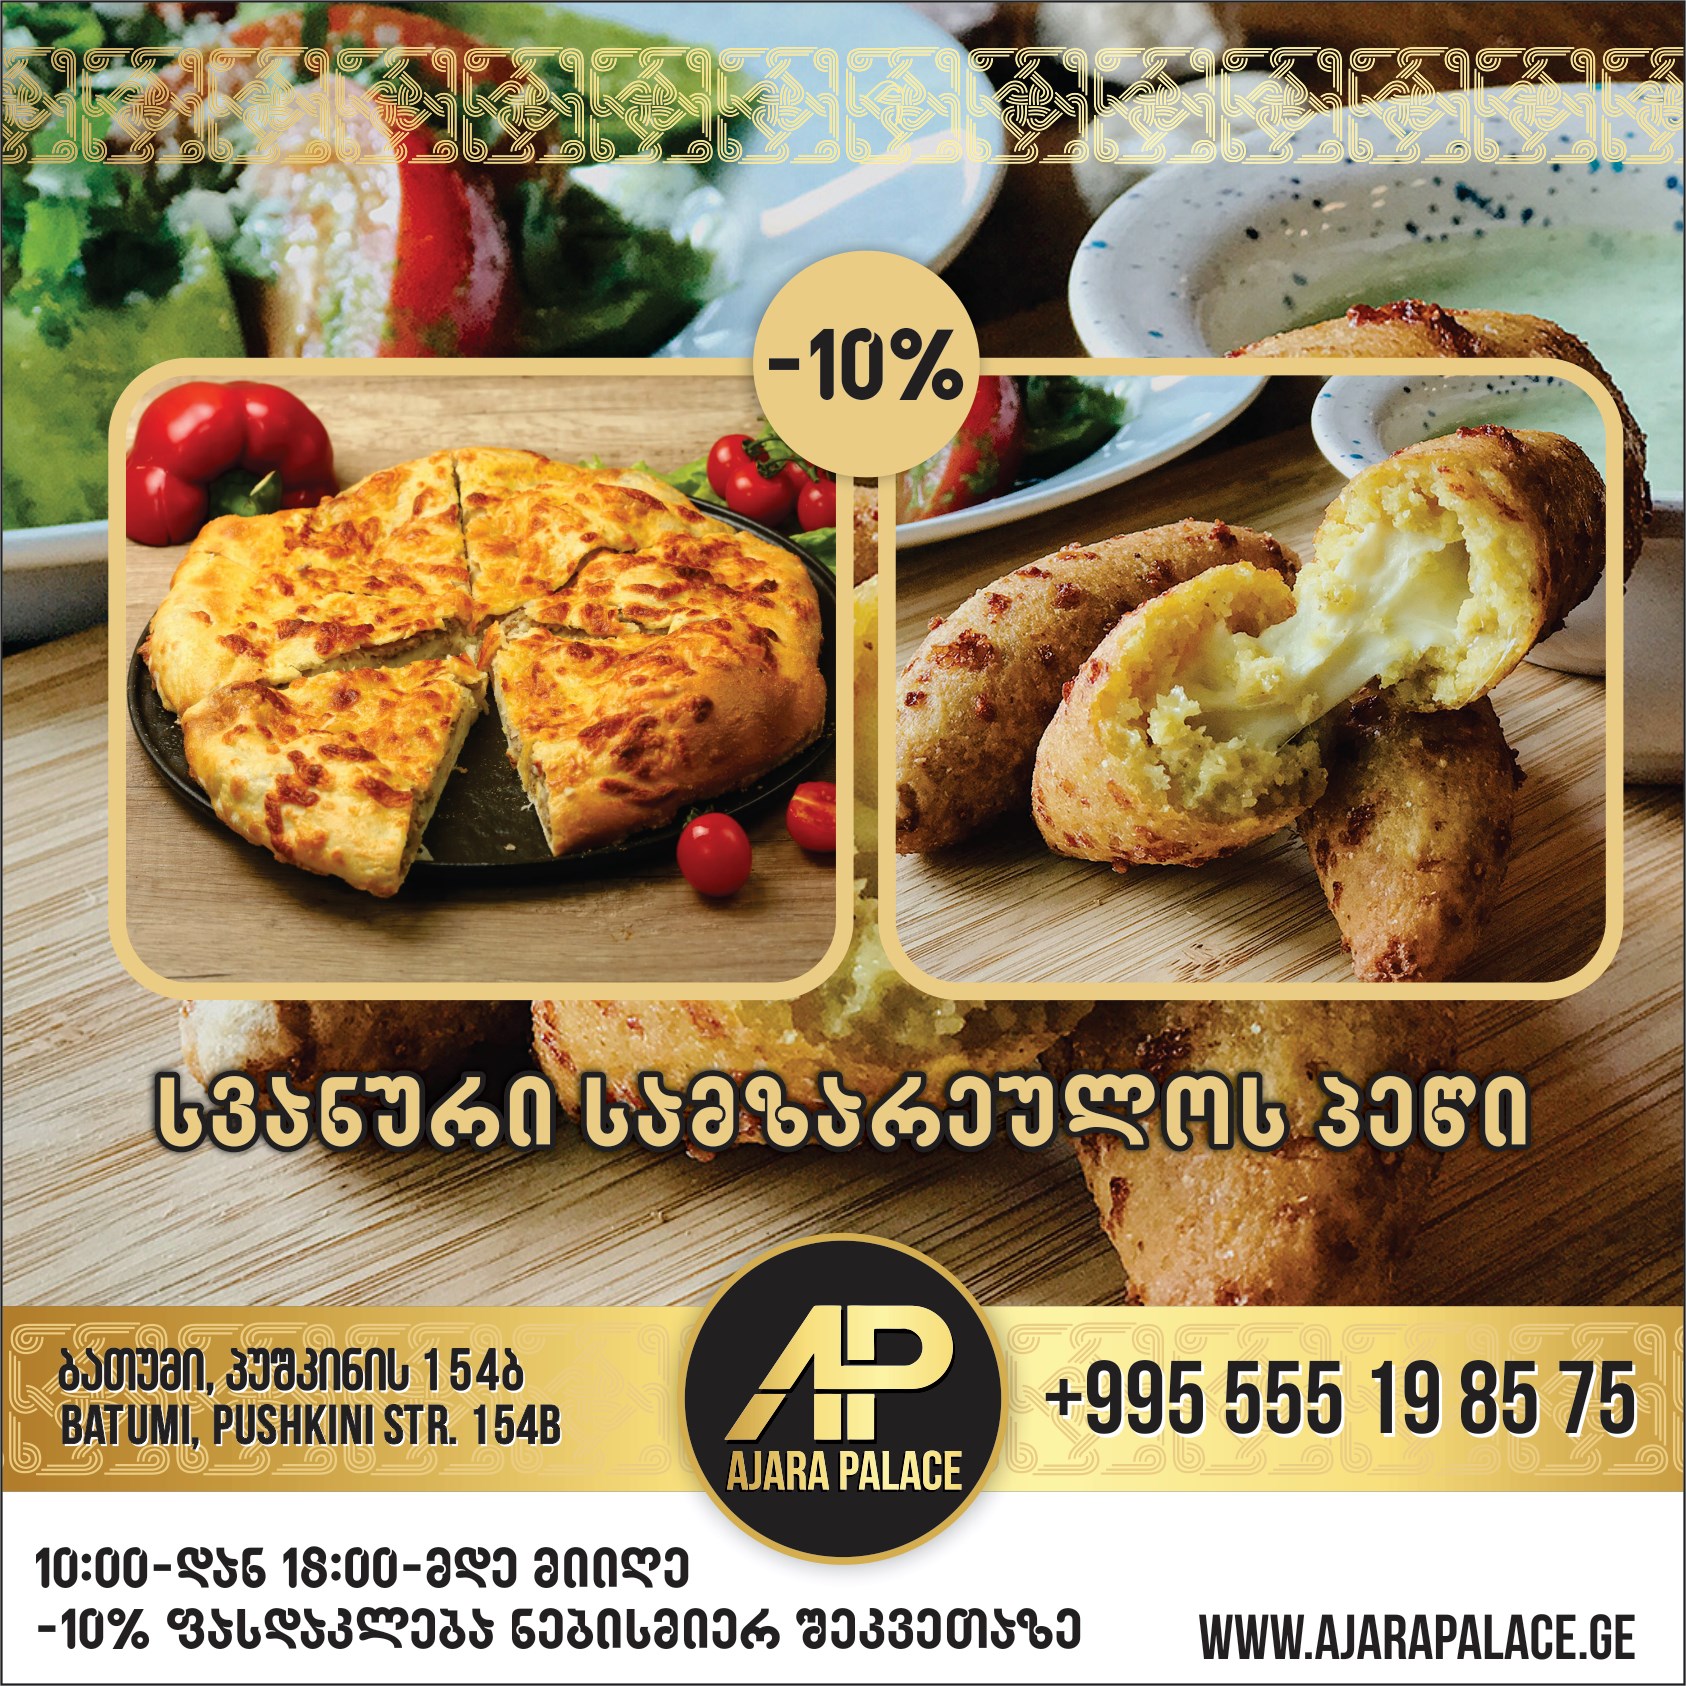 -10%
სვანური სამზარეულოს ჰეწი
ბათუმი, პუშკინის 154ბ
BATUMI, PUSHKINI STR. 154B
AP
AJARA PALACE
+995 555 19 85 75
10:00-დან 18:00-მდე მიიღე
-10% ფასდაკლება ნებისმიერ შეკვეთაზე
WWW.AJARAPALACE.GE